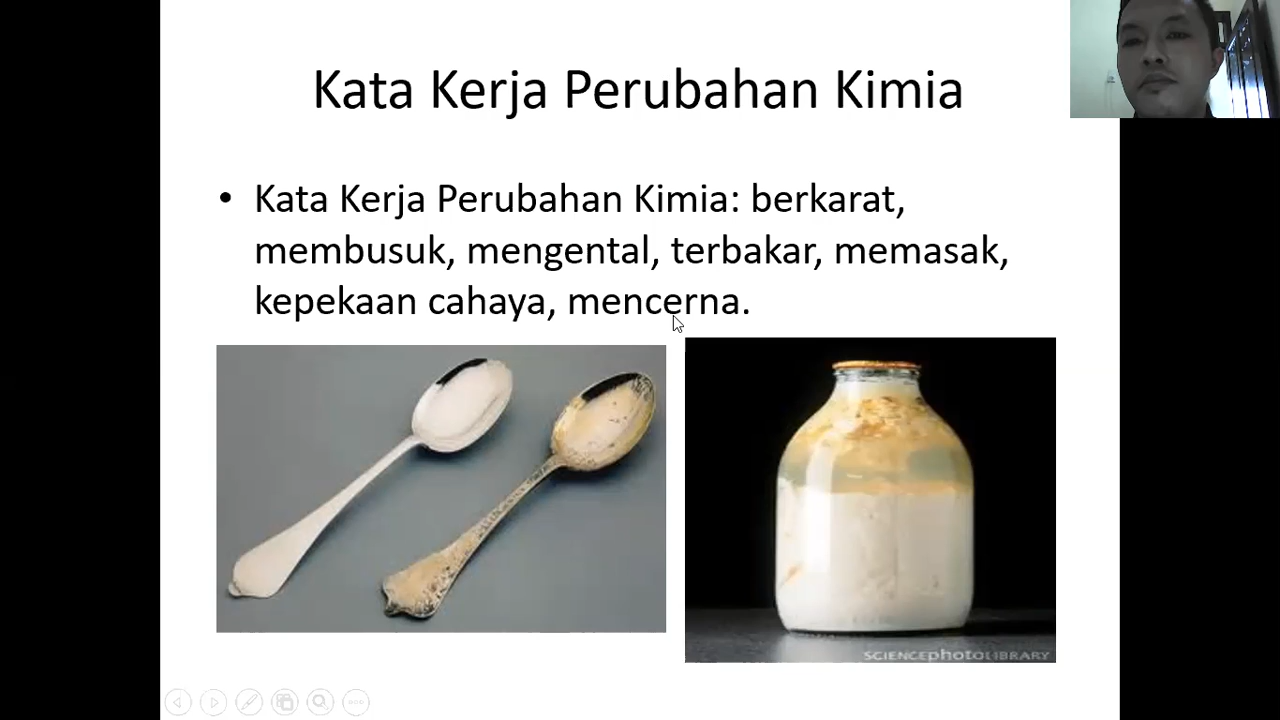 Kata Kerja Perubahan Kimia
• Kata Kerja Perubahan Kimia: berkarat,
membusuk, mengental, terbakar, memasak,
kepekaan cahaya, mencerna.
SCIENCEphotoLIBRARY